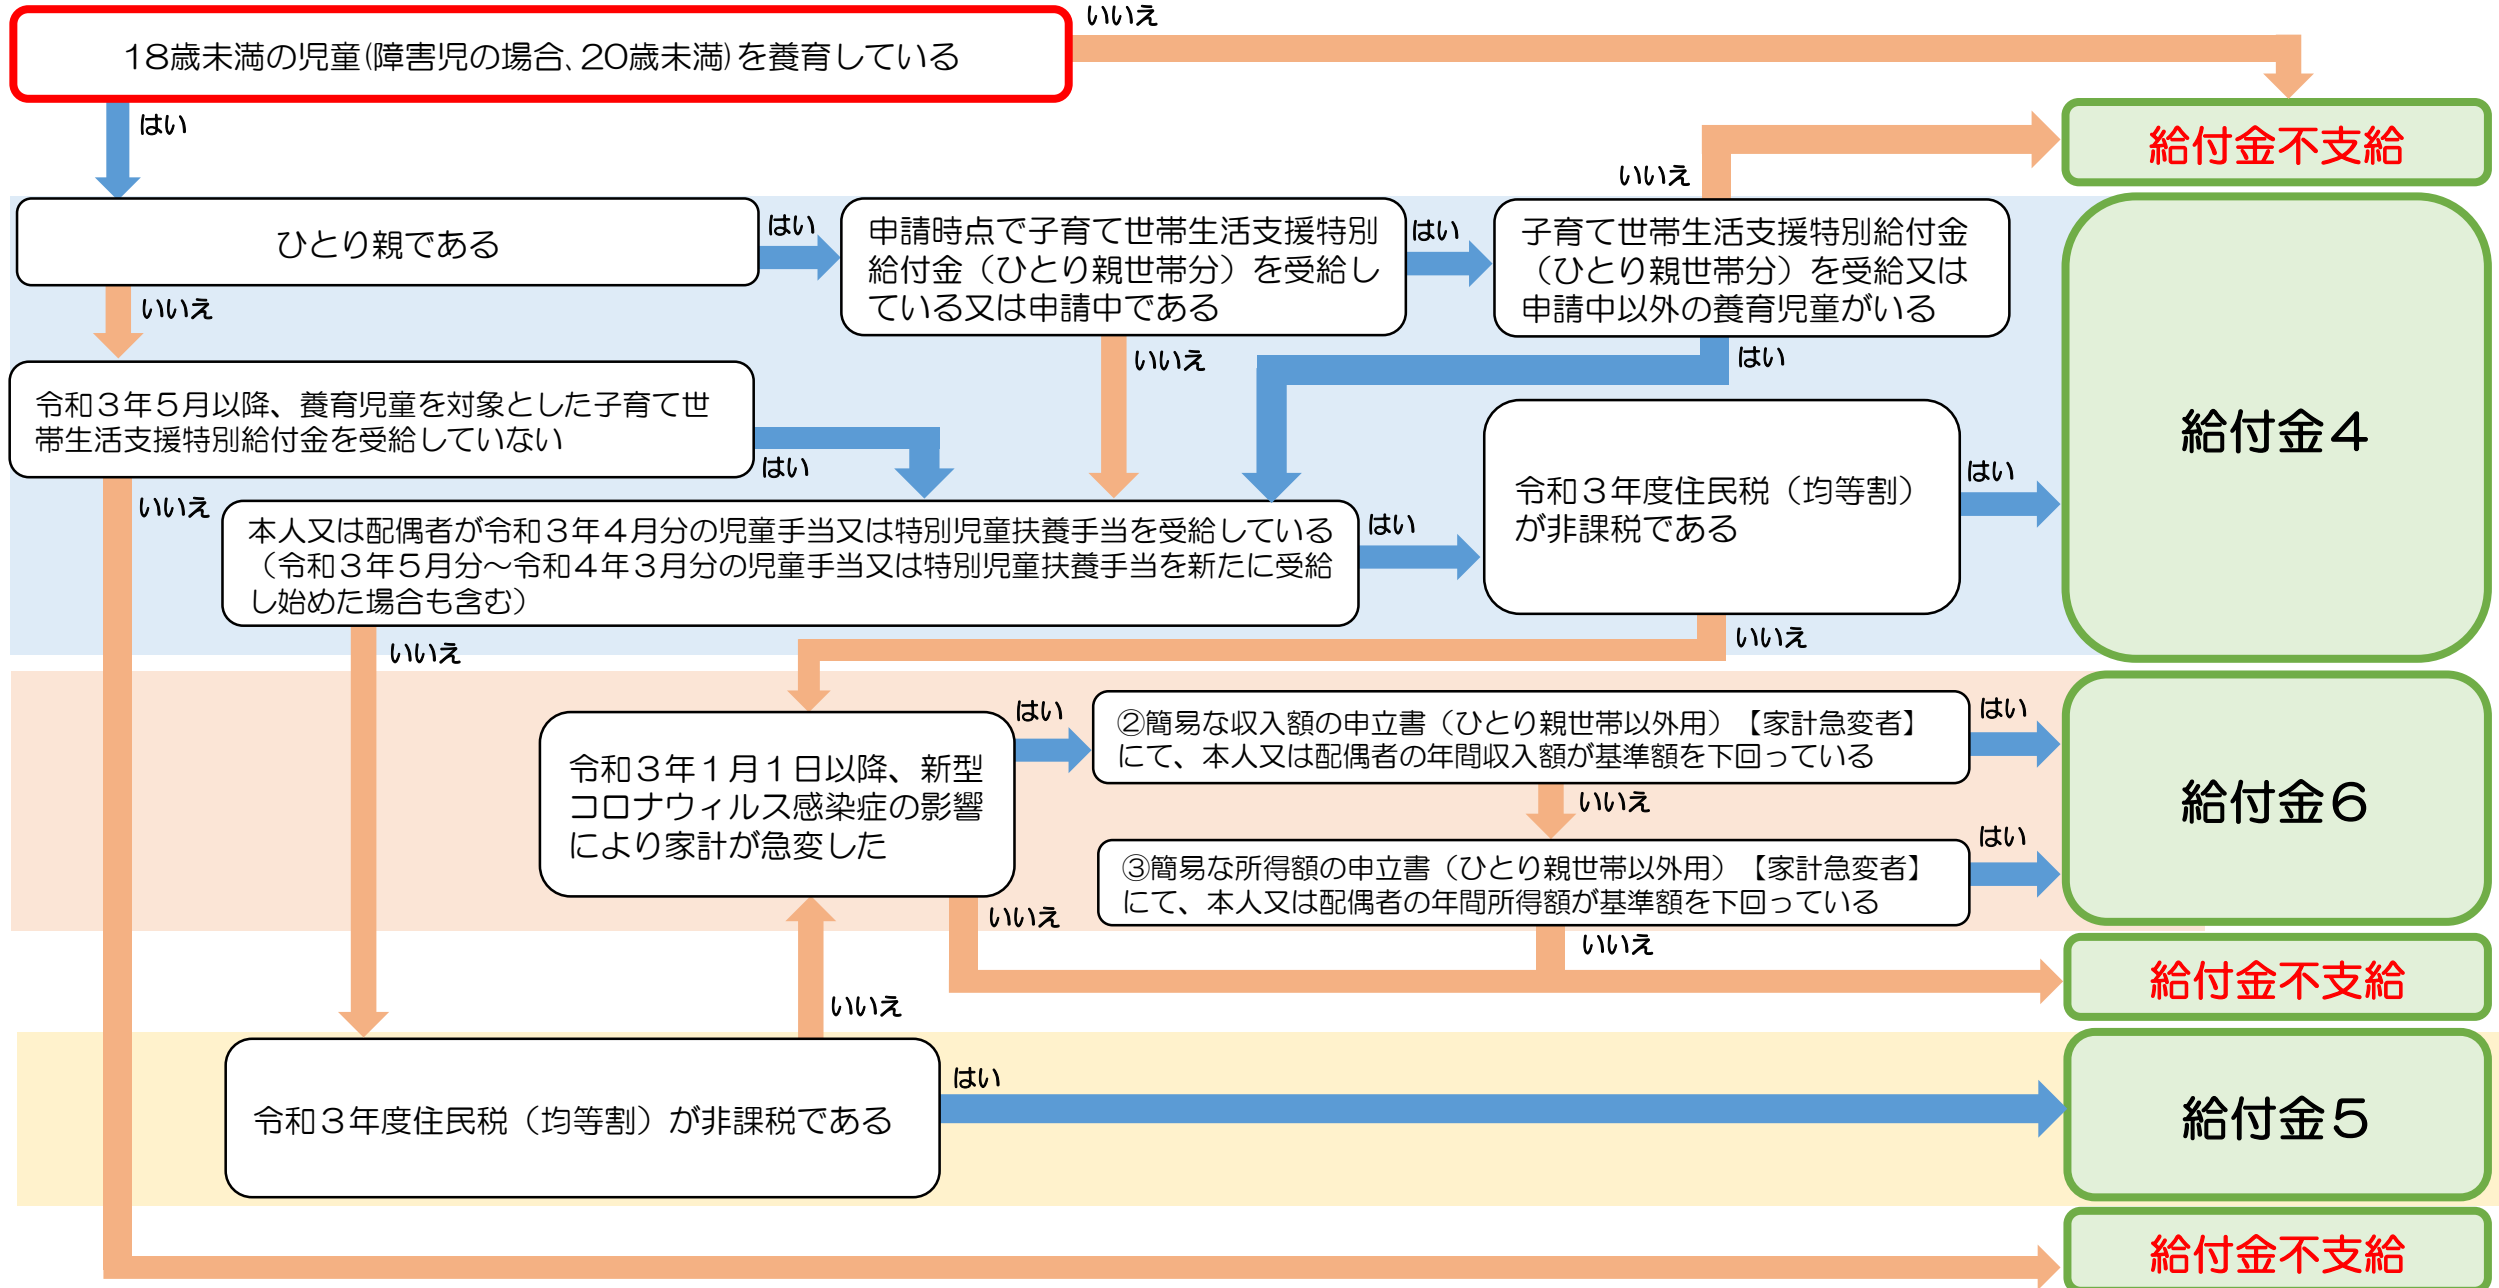 いいえ
18歳未満の児童(障害児の場合、20歳未満)を養育している
はい
給付金不支給
いいえ
ひとり親である
はい
申請時点で子育て世帯生活支援特別
給付金（ひとり親世帯分）を受給し
ている又は申請中である
はい
子育て世帯生活支援特別給付金
（ひとり親世帯分）を受給又は
申請中以外の養育児童がいる
いいえ
いいえ
はい
令和３年５月以降、養育児童を対象とした子育て世
帯生活支援特別給付金を受給していない
はい
いいえ
給付金４
令和３年度住民税（均等割）
が非課税である
はい
本人又は配偶者が令和３年４月分の児童手当又は特別児童扶養手当を受給している
（令和３年５月分～令和４年３月分の児童手当又は特別児童扶養手当を新たに受給
し始めた場合も含む）
はい
いいえ
いいえ
令和３年１月１日以降、新型
コロナウィルス感染症の影響
により家計が急変した
はい
②簡易な収入額の申立書（ひとり親世帯以外用）【家計急変者】
にて、本人又は配偶者の年間収入額が基準額を下回っている
はい
いいえ
給付金６
③簡易な所得額の申立書（ひとり親世帯以外用）【家計急変者】
にて、本人又は配偶者の年間所得額が基準額を下回っている
はい
いいえ
いいえ
給付金不支給
いいえ
令和３年度住民税（均等割）が非課税である
はい
給付金５
給付金不支給